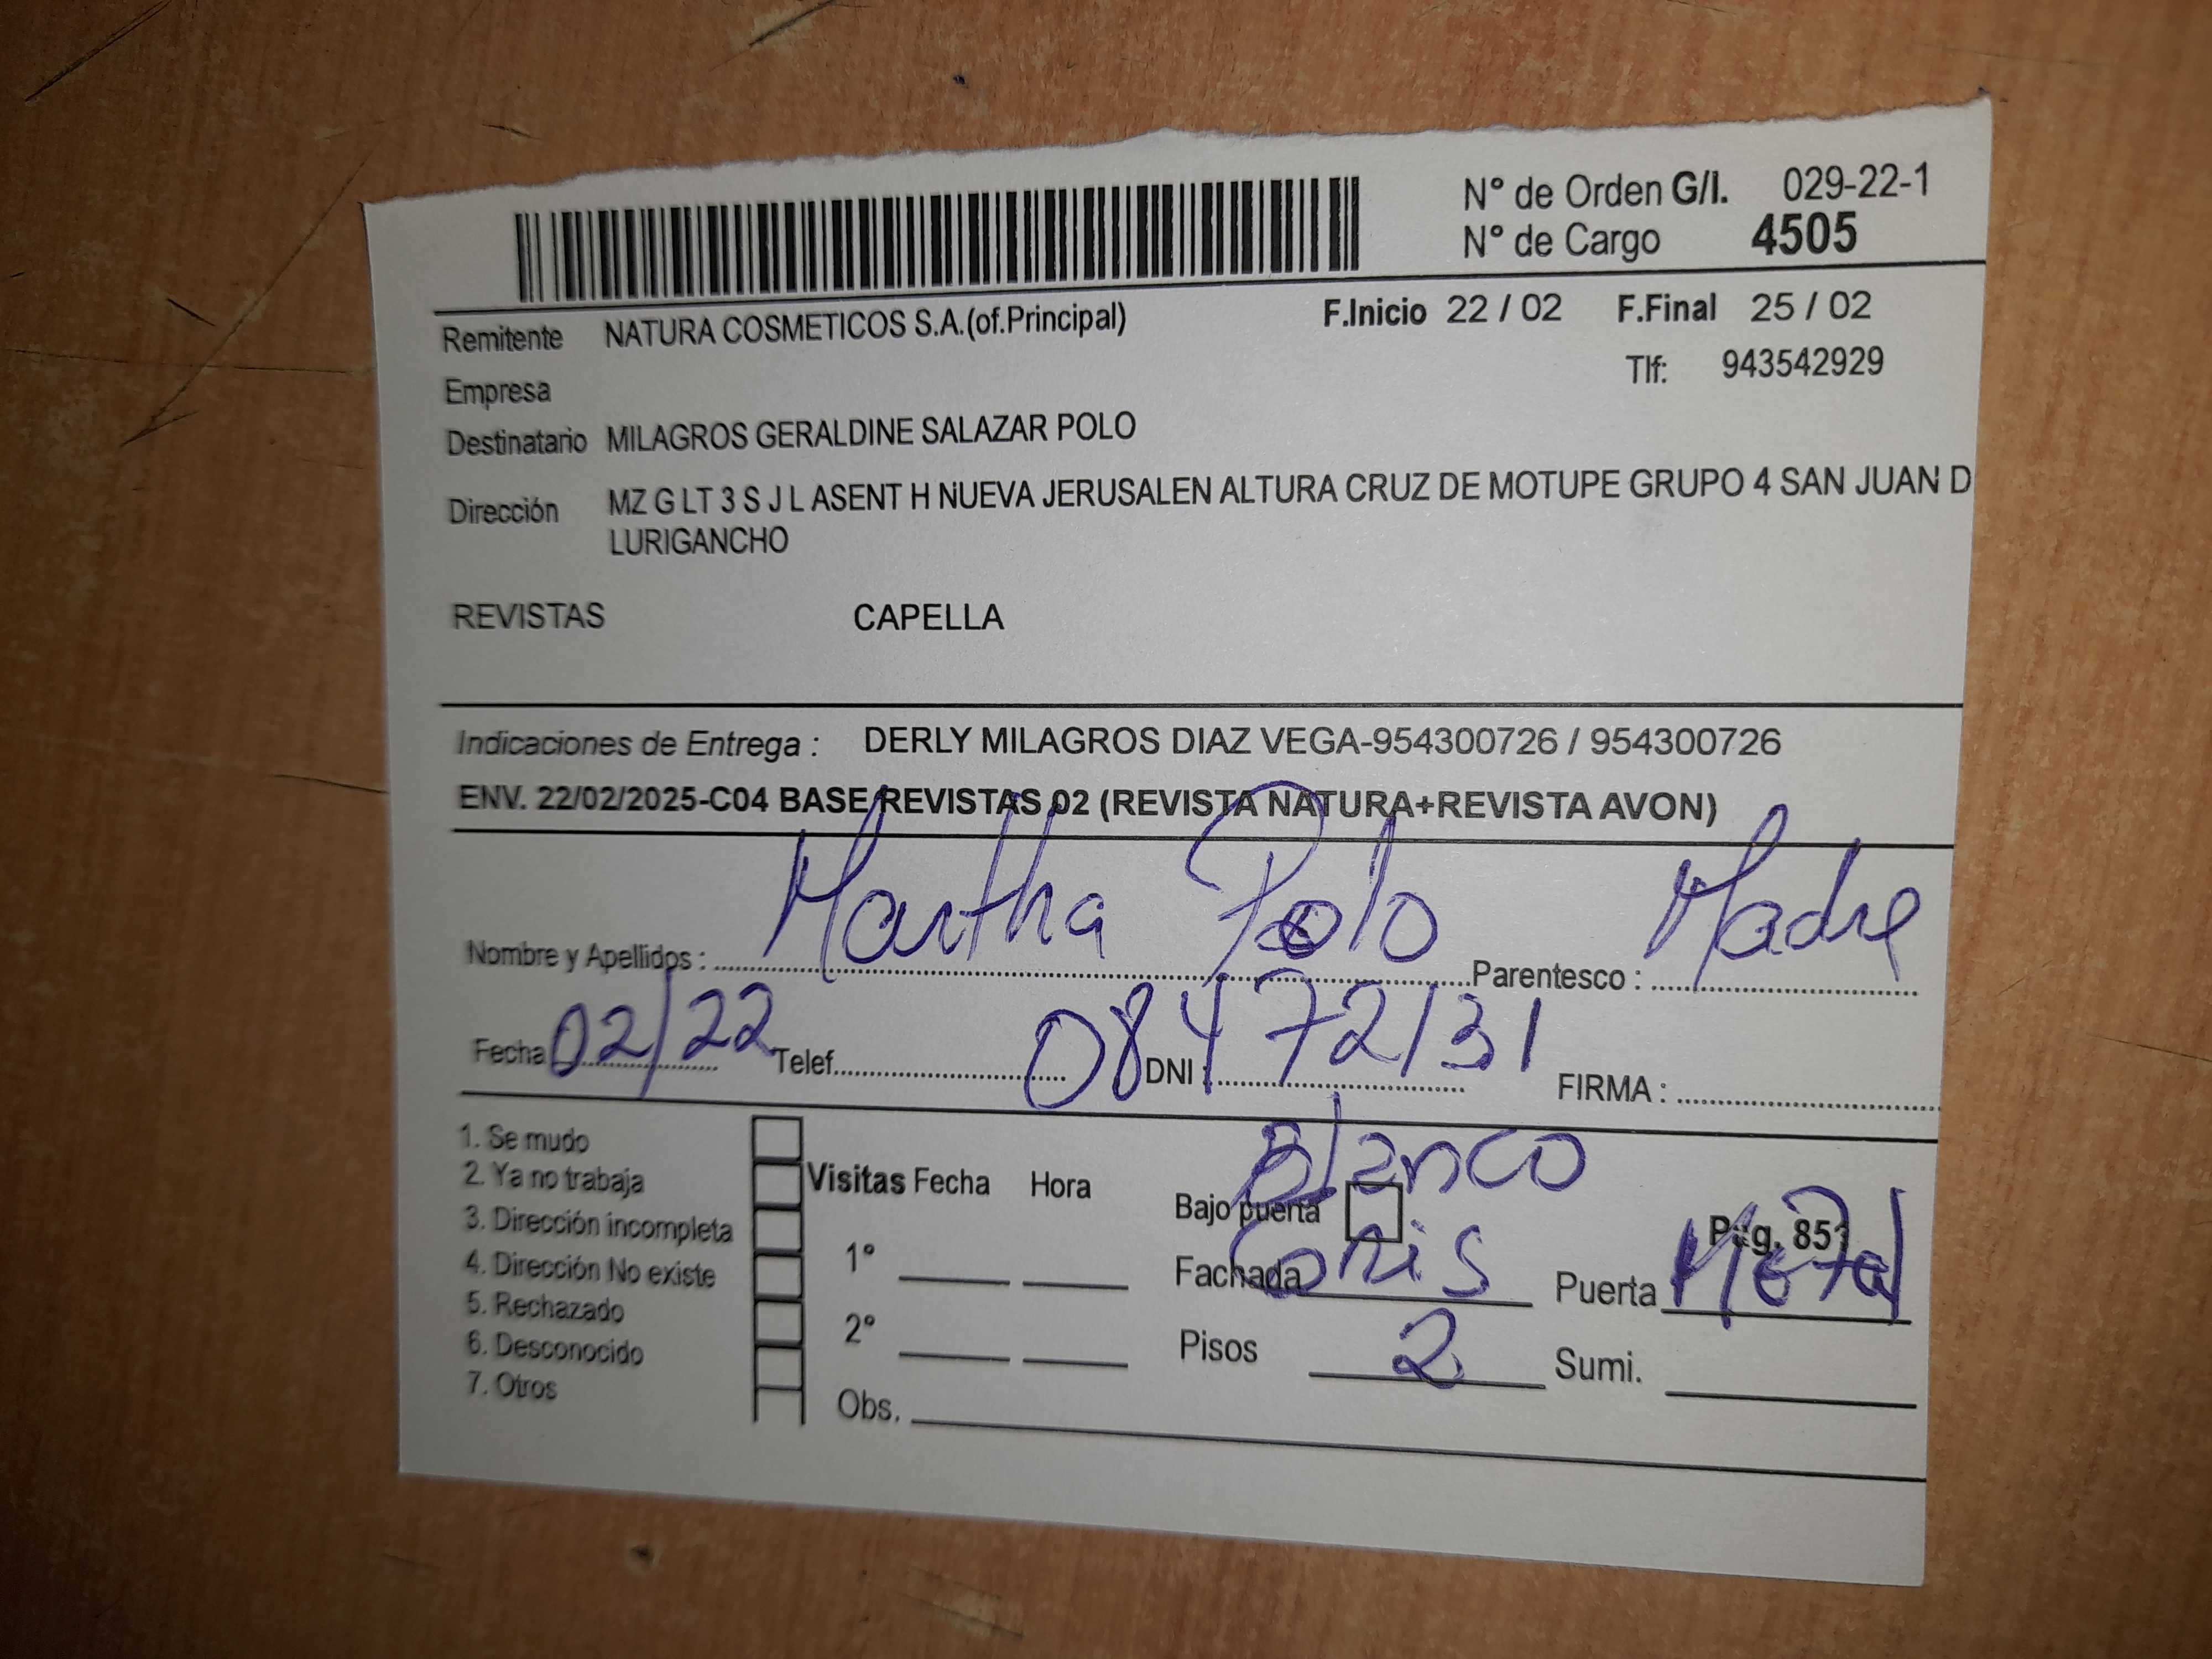 N° de Orden G/I. 029-22-1
N° de Cargo 4505
Remitente NATURA COSMETICOS S.A.(of.Principal) F.Inicio 22 / 02 F.Final 25 / 02
Empresa Tlf: 943542929
Destinatario MILAGROS GERALDINE SALAZAR POLO
Dirección MZ G LT 3 S J L ASENT H NUEVA JERUSALEN ALTURA CRUZ DE MOTUPE GRUPO 4 SAN JUAN D
LURIGANCHO
REVISTAS CAPELLA
Indicaciones de Entrega : DERLY MILAGROS DIAZ VEGA-954300726 / 954300726
ENV. 22/02/2025-C04 BASE REVISTAS 02 (REVISTA NATURA+REVISTA AVON)
Nombre y Apellidos : Martha Polo Parentesco : Madre
Fecha 02/22 Telef. DNI : 08472131 FIRMA :
1. Se mudo
2. Ya no trabaja
3. Dirección incompleta
4. Dirección No existe
5. Rechazado
6. Desconocido
7. Otros
Visitas Fecha Hora
1°
2°
Obs.
Blanco
Bajo puerta Pág. 851
Fachada Gris Puerta Metal
Pisos 2 Sumi.